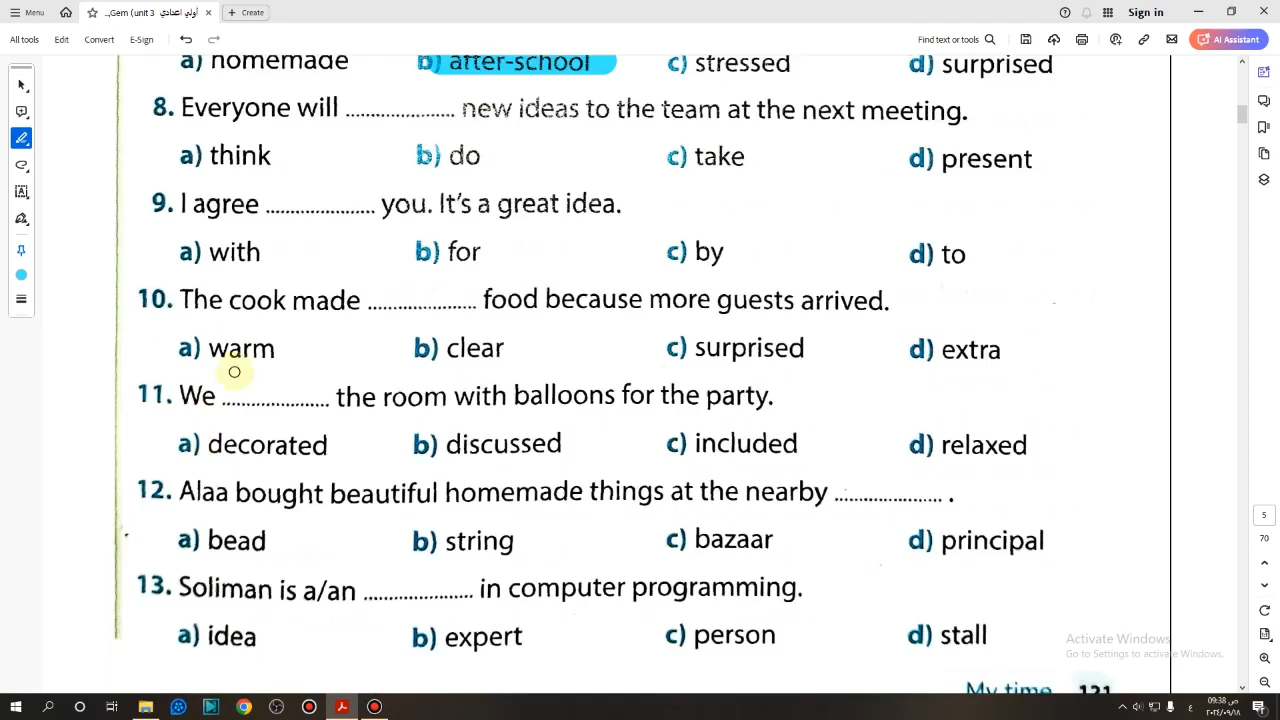 Menu
أولي اعدادي ...Gem (unit 3
Create
Sign in
All tools Edit Convert E-Sign
Find text or tools
AI Assistant
a) homemade b) after-school c) stressed d) surprised
8. Everyone will .................... new ideas to the team at the next meeting.
a) think b) do c) take d) present
9. I agree .................... you. It's a great idea.
a) with b) for c) by d) to
10. The cook made .................... food because more guests arrived.
a) warm b) clear c) surprised d) extra
11. We .................... the room with balloons for the party.
a) decorated b) discussed c) included d) relaxed
12. Alaa bought beautiful homemade things at the nearby .................... .
a) bead b) string c) bazaar d) principal
13. Soliman is a/an .................... in computer programming.
a) idea b) expert c) person d) stall
5
70
Activate Windows
Go to Settings to activate Windows.
My time 121
ع
09:38 ص